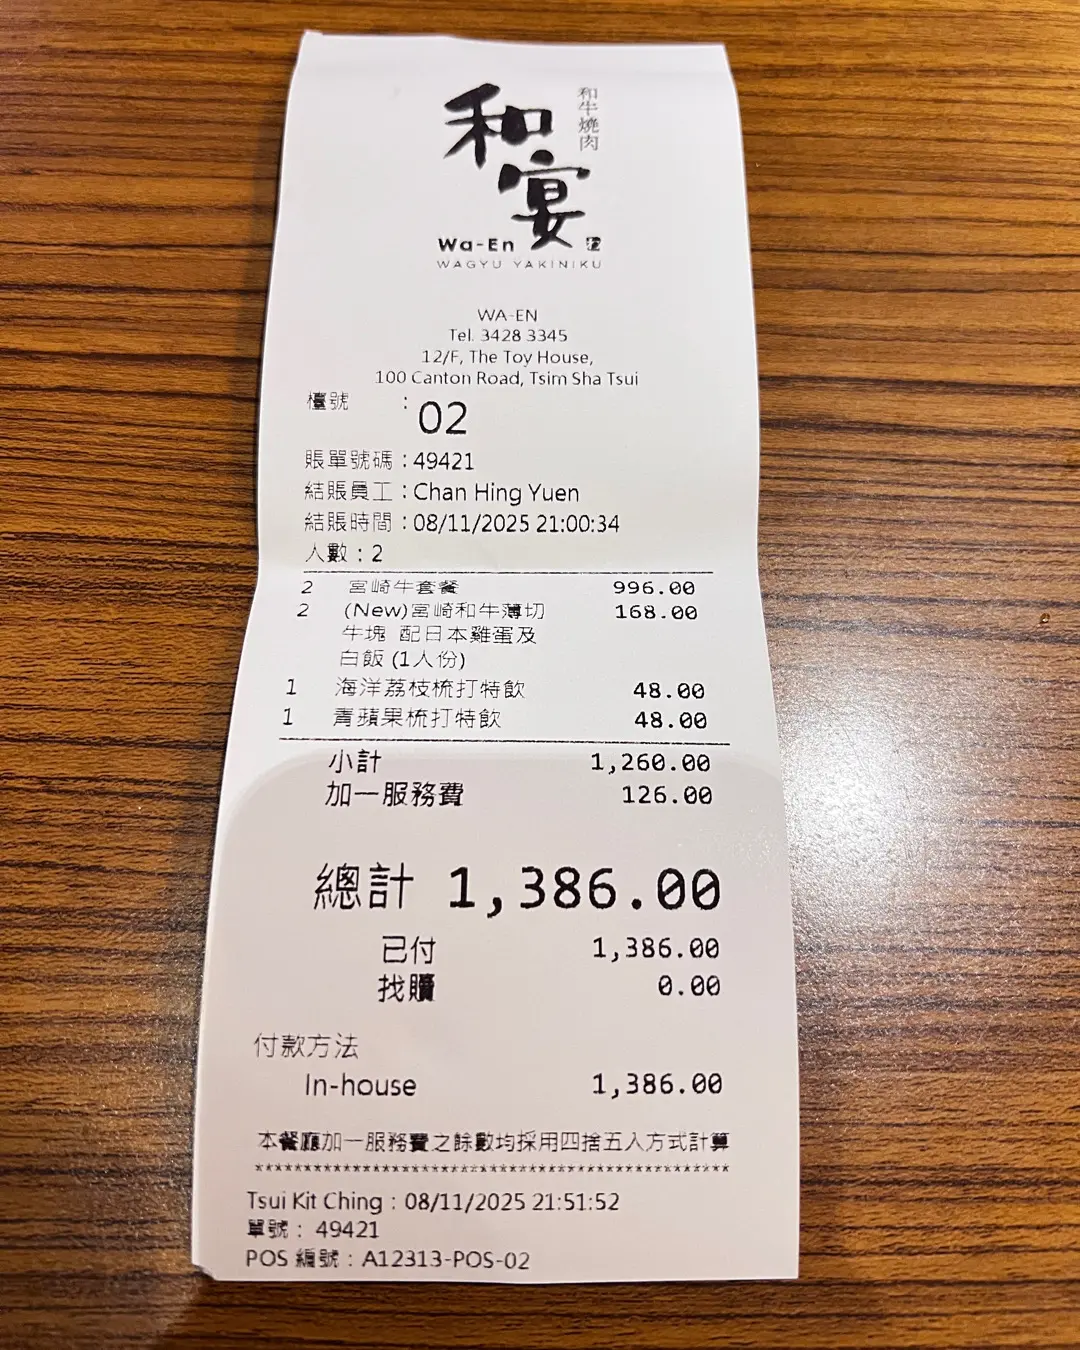 和宴
和牛燒肉
Wa-En
WAGYU YAKINIKU
WA-EN
Tel. 3428 3345
12/F, The Toy House,
100 Canton Road, Tsim Sha Tsui
檯號 : 02
賬單號碼 : 49421
結賬員工 : Chan Hing Yuen
結賬時間 : 08/11/2025 21:00:34
人數 : 2
2 宮崎牛套餐 996.00
2 (New)宮崎和牛薄切 168.00
牛塊 配日本雞蛋及
白飯 (1人份)
1 海洋荔枝梳打特飲 48.00
1 青蘋果梳打特飲 48.00
小計 1,260.00
加一服務費 126.00
總計 1,386.00
已付 1,386.00
找贖 0.00
付款方法
In-house 1,386.00
本餐廳加一服務費之餘數均採用四捨五入方式計算
************************************************
Tsui Kit Ching : 08/11/2025 21:51:52
單號 : 49421
POS 編號 : A12313-POS-02